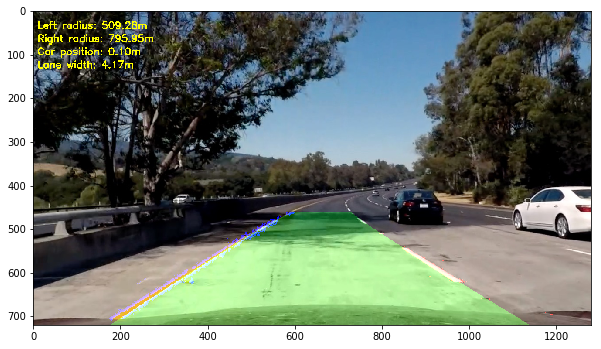 Left radius: 509.28m
Right radius: 795.95m
Car position: 0.10m
Lane width: 4.17m
0
100
200
300
400
500
600
700
0 200 400 600 800 1000 1200